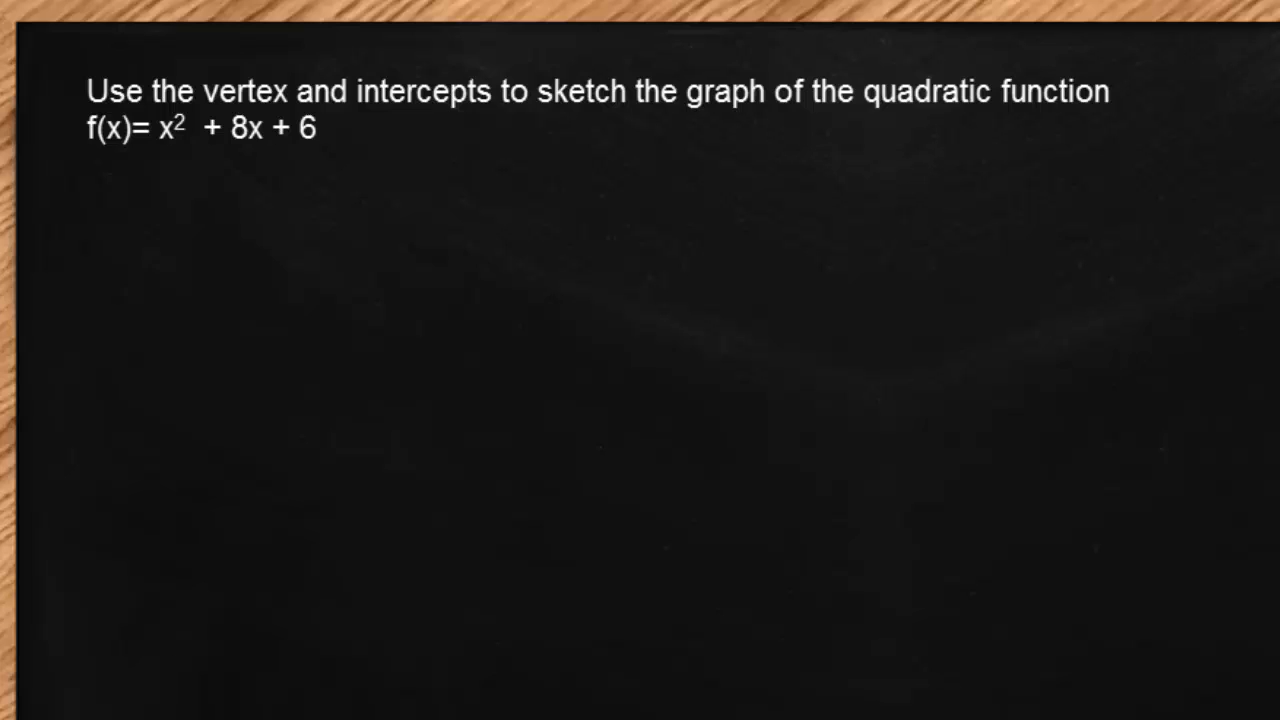 Use the vertex and intercepts to sketch the graph of the quadratic function
f(x)= x² + 8x + 6